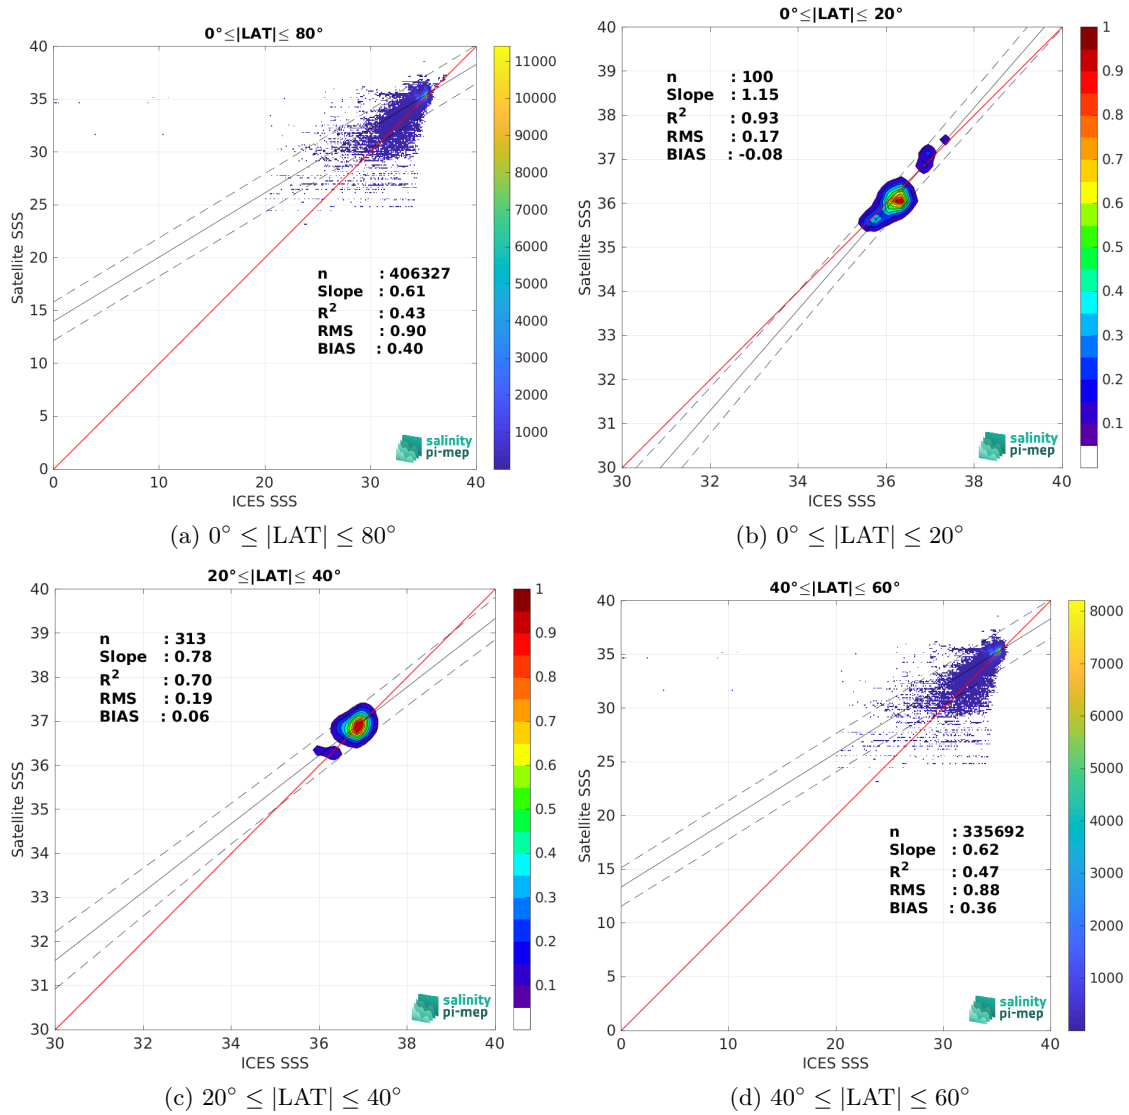 0°≤|LAT|≤ 80°
40
35
30
25
20
15
10
5
0
0
10
20
30
40
Satellite SSS
ICES SSS
n : 406327
Slope : 0.61
R² : 0.43
RMS : 0.90
BIAS : 0.40
salinity
pi-mep
11000
10000
9000
8000
7000
6000
5000
4000
3000
2000
1000
(a) 0° ≤ |LAT| ≤ 80°
0°≤|LAT|≤ 20°
40
39
38
37
36
35
34
33
32
31
30
30
32
34
36
38
40
Satellite SSS
ICES SSS
n : 100
Slope : 1.15
R² : 0.93
RMS : 0.17
BIAS : -0.08
salinity
pi-mep
1
0.9
0.8
0.7
0.6
0.5
0.4
0.3
0.2
0.1
(b) 0° ≤ |LAT| ≤ 20°
20°≤|LAT|≤ 40°
40
39
38
37
36
35
34
33
32
31
30
30
32
34
36
38
40
Satellite SSS
ICES SSS
n : 313
Slope : 0.78
R² : 0.70
RMS : 0.19
BIAS : 0.06
salinity
pi-mep
1
0.9
0.8
0.7
0.6
0.5
0.4
0.3
0.2
0.1
(c) 20° ≤ |LAT| ≤ 40°
40°≤|LAT|≤ 60°
40
35
30
25
20
15
10
5
0
0
10
20
30
40
Satellite SSS
ICES SSS
n : 335692
Slope : 0.62
R² : 0.47
RMS : 0.88
BIAS : 0.36
salinity
pi-mep
8000
7000
6000
5000
4000
3000
2000
1000
(d) 40° ≤ |LAT| ≤ 60°